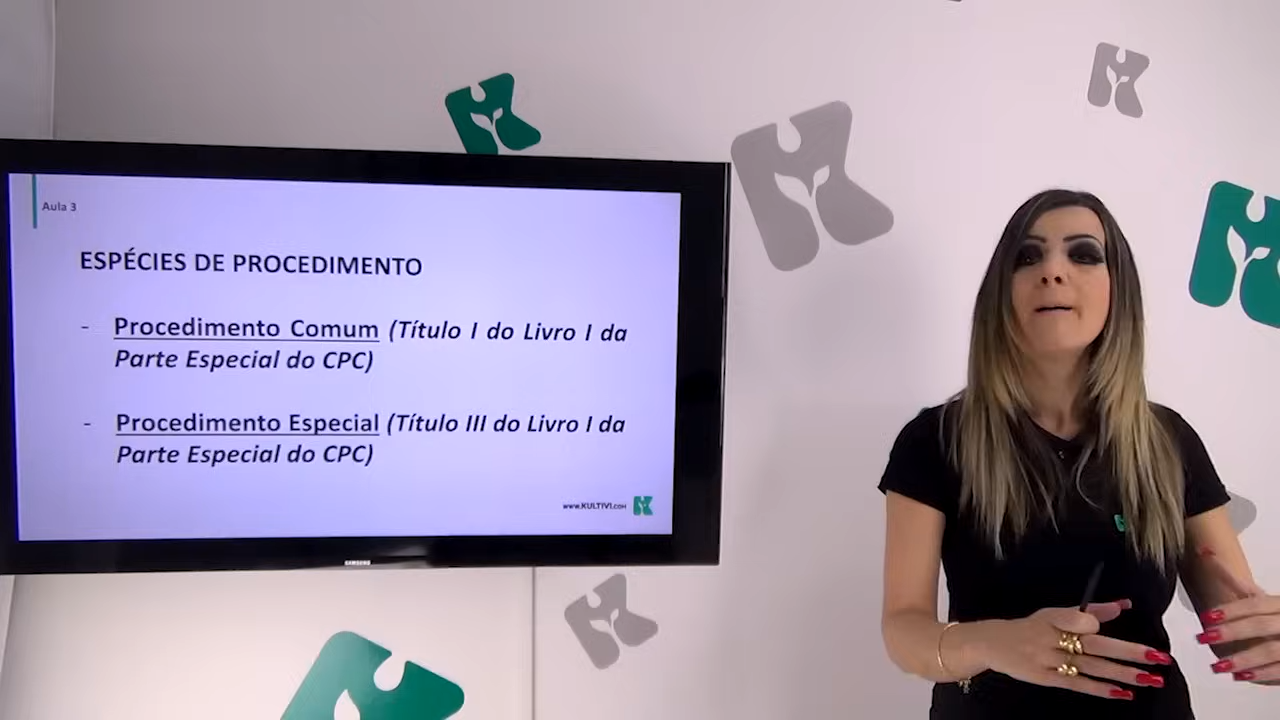 Aula 3
ESPÉCIES DE PROCEDIMENTO
- Procedimento Comum (Título I do Livro I da
Parte Especial do CPC)
- Procedimento Especial (Título III do Livro I da
Parte Especial do CPC)
www.KULTIVI.COM
SAMSUNG